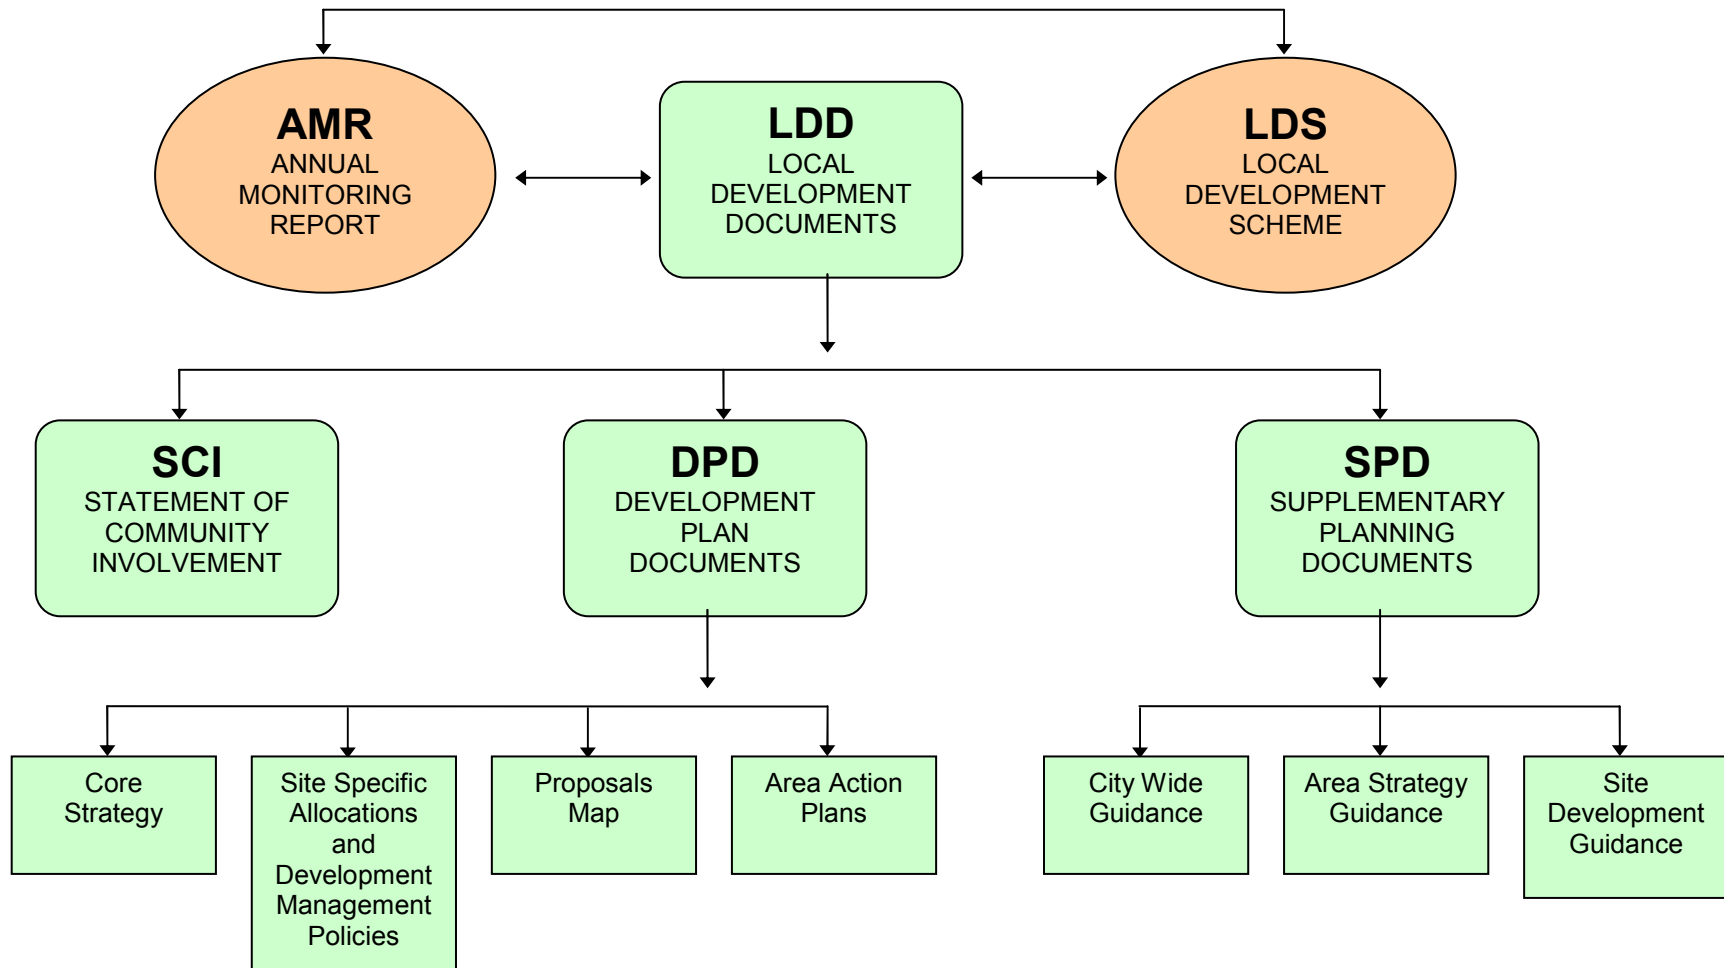 AMR
ANNUAL
MONITORING
REPORT
LDD
LOCAL
DEVELOPMENT
DOCUMENTS
LDS
LOCAL
DEVELOPMENT
SCHEME
SCI
STATEMENT OF
COMMUNITY
INVOLVEMENT
DPD
DEVELOPMENT
PLAN
DOCUMENTS
SPD
SUPPLEMENTARY
PLANNING
DOCUMENTS
Core
Strategy
Site Specific
Allocations
and
Development
Management
Policies
Proposals
Map
Area Action
Plans
City Wide
Guidance
Area Strategy
Guidance
Site
Development
Guidance